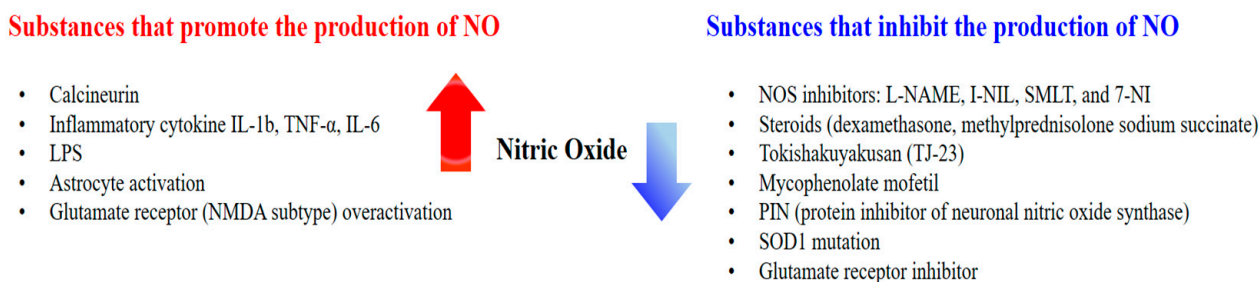 Substances that promote the production of NO
• Calcineurin
• Inflammatory cytokine IL-1b, TNF-α, IL-6
• LPS
• Astrocyte activation
• Glutamate receptor (NMDA subtype) overactivation
Nitric Oxide
Substances that inhibit the production of NO
• NOS inhibitors: L-NAME, I-NIL, SMLT, and 7-NI
• Steroids (dexamethasone, methylprednisolone sodium succinate)
• Tokishakuyakusan (TJ-23)
• Mycophenolate mofetil
• PIN (protein inhibitor of neuronal nitric oxide synthase)
• SOD1 mutation
• Glutamate receptor inhibitor